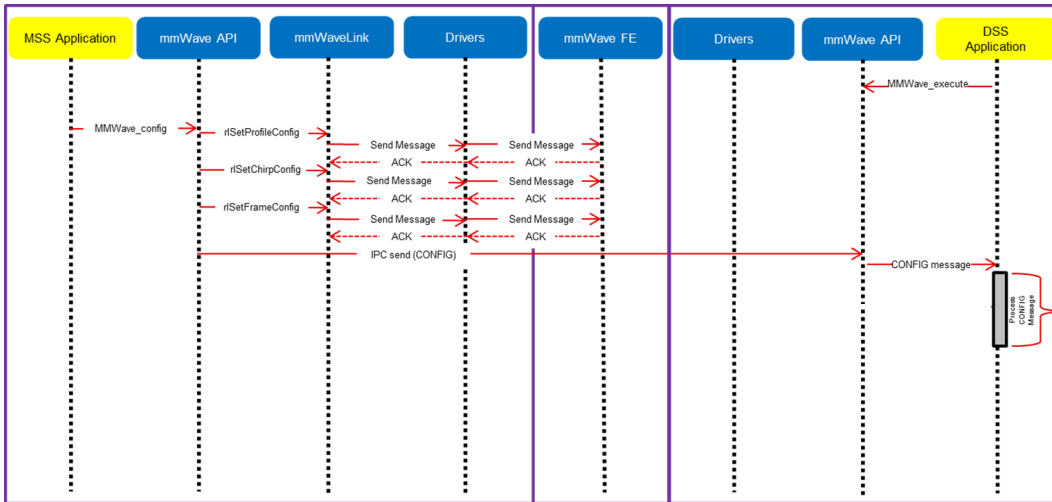 MSS Application
mmWave API
mmWaveLink
Drivers
mmWave FE
Drivers
mmWave API
DSS
Application
MMWave_execute
MMWave_config
rlSetProfileConfig
Send Message
Send Message
ACK
ACK
rlSetChirpConfig
Send Message
Send Message
ACK
ACK
rlSetFrameConfig
Send Message
Send Message
ACK
ACK
IPC send (CONFIG)
CONFIG message
Process
CONFIG
Message